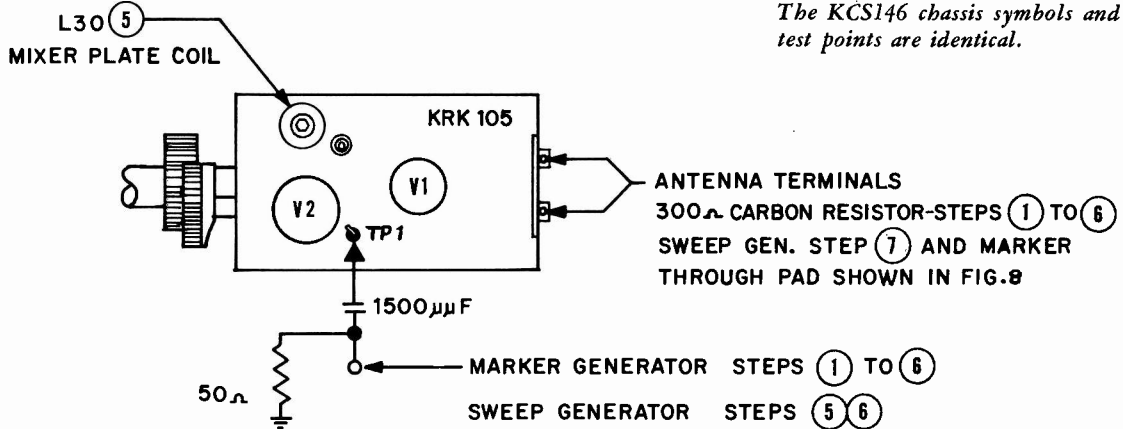 The KCS146 chassis symbols and
test points are identical.
L30 5
MIXER PLATE COIL
KRK 105
V1
V2
TP1
ANTENNA TERMINALS
300Ω CARBON RESISTOR-STEPS 1 TO 6
SWEEP GEN. STEP 7 AND MARKER
THROUGH PAD SHOWN IN FIG.8
1500μμF
50Ω
MARKER GENERATOR STEPS 1 TO 6
SWEEP GENERATOR STEPS 5 6